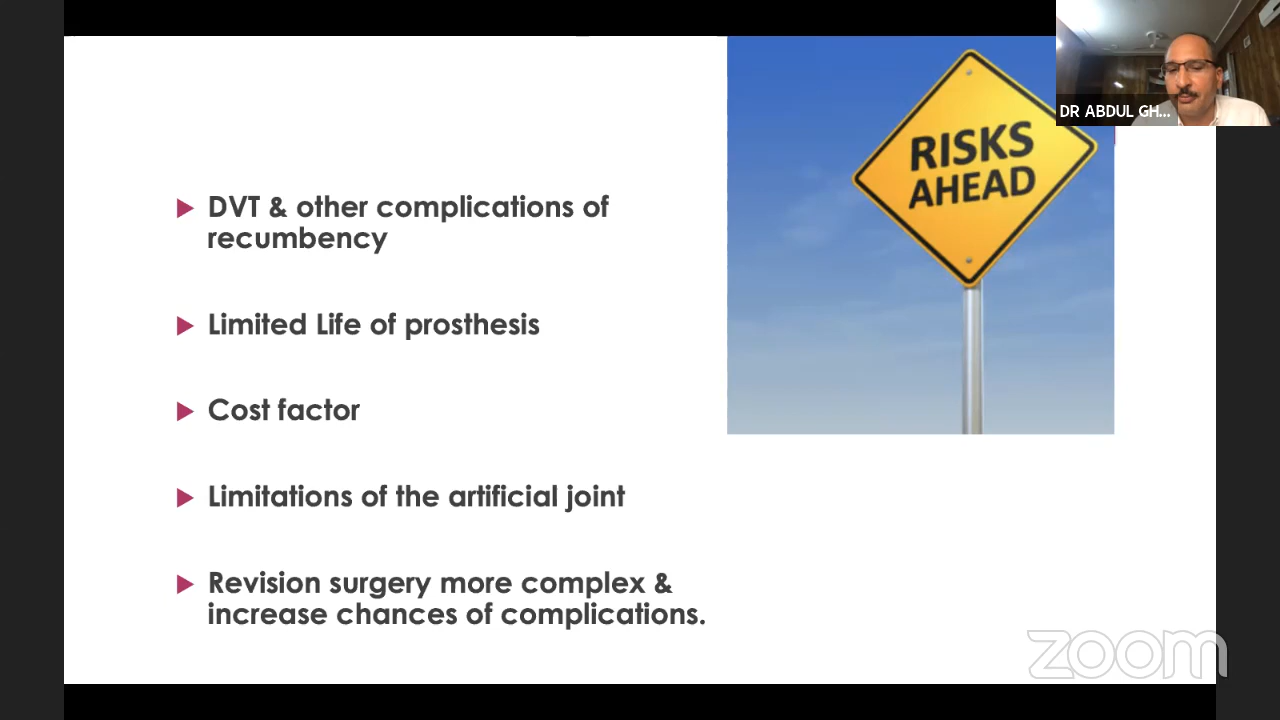 RISKS
AHEAD
DR ABDUL GH...
DVT & other complications of
recumbency
Limited Life of prosthesis
Cost factor
Limitations of the artificial joint
Revision surgery more complex &
increase chances of complications.
zoom